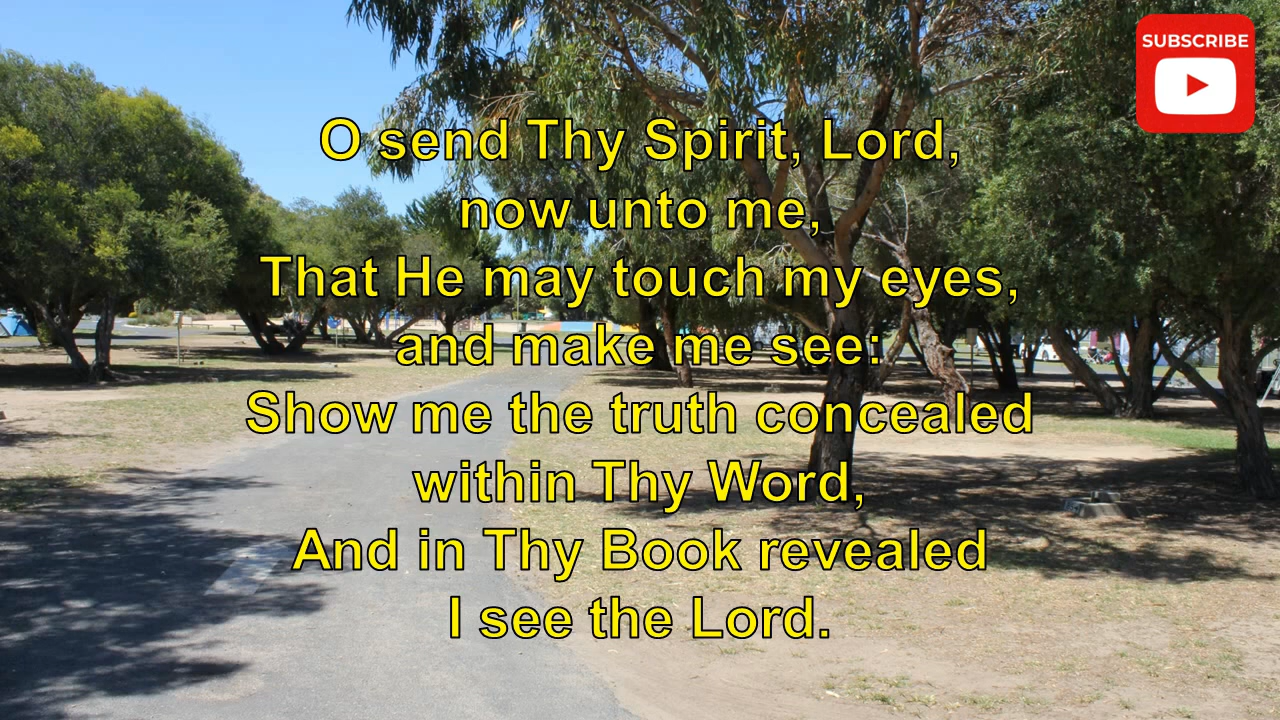 SUBSCRIBE
O send Thy Spirit, Lord,
now unto me,
That He may touch my eyes,
and make me see:
Show me the truth concealed
within Thy Word,
And in Thy Book revealed
I see the Lord.